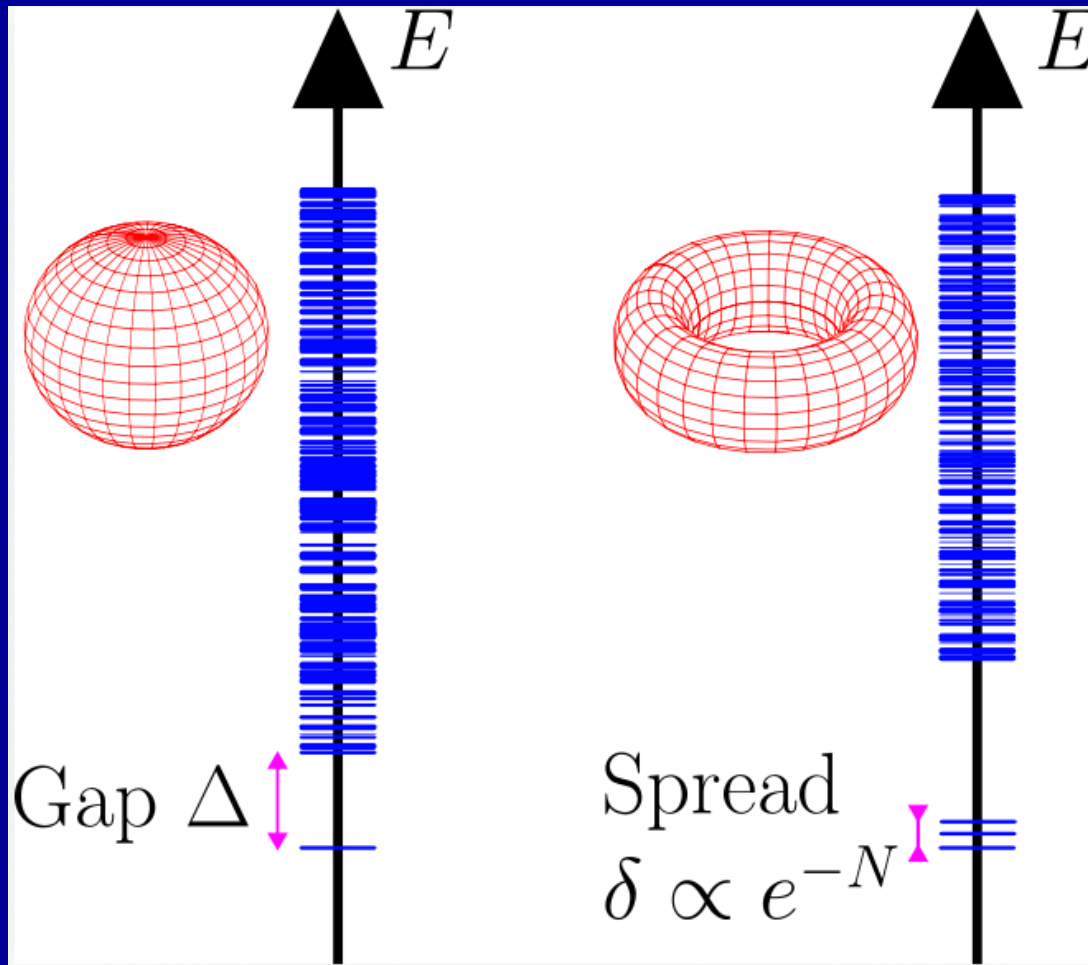 E
E
Gap Δ
Spread
δ ∝ e^{-N}